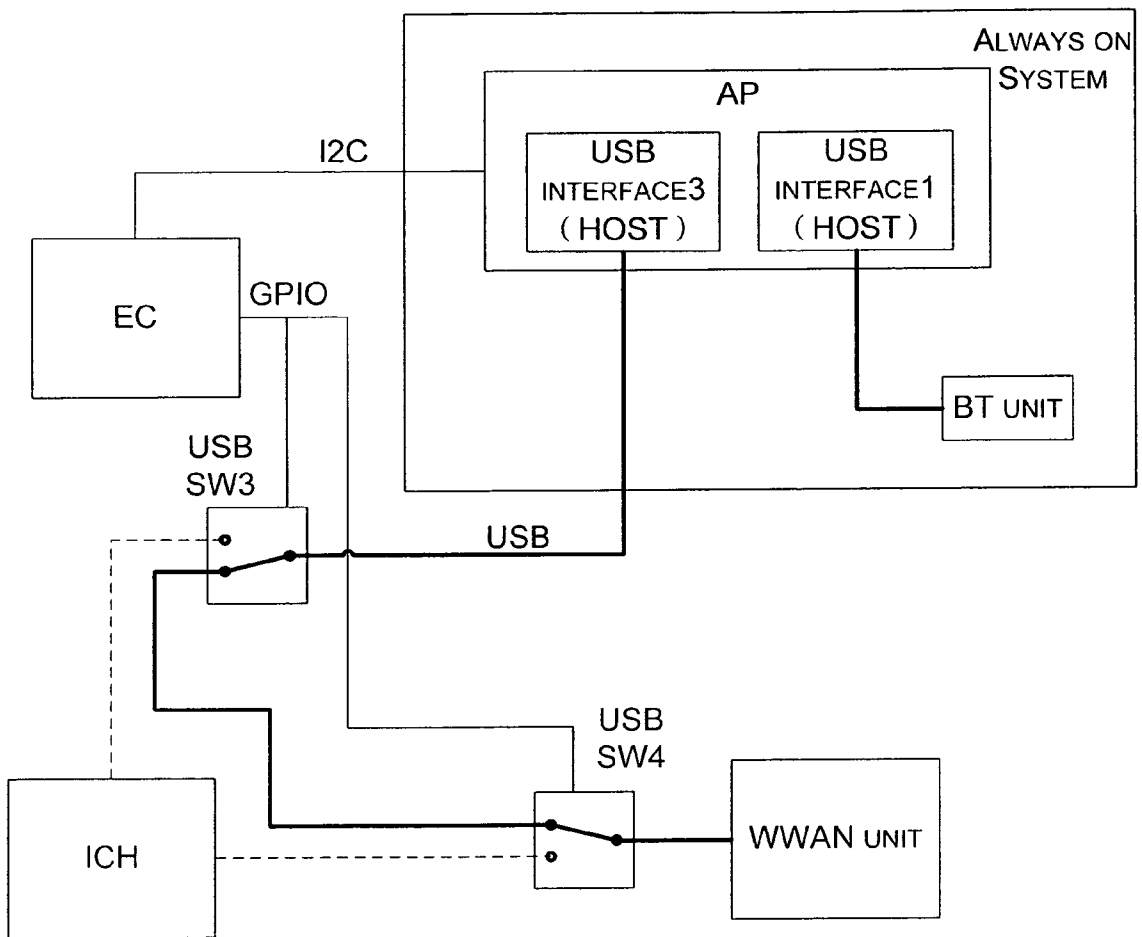 ALWAYS ON
SYSTEM
AP
USB
INTERFACE3
( HOST )
USB
INTERFACE1
( HOST )
I2C
EC
GPIO
BT UNIT
USB
SW3
USB
USB
SW4
ICH
WWAN UNIT